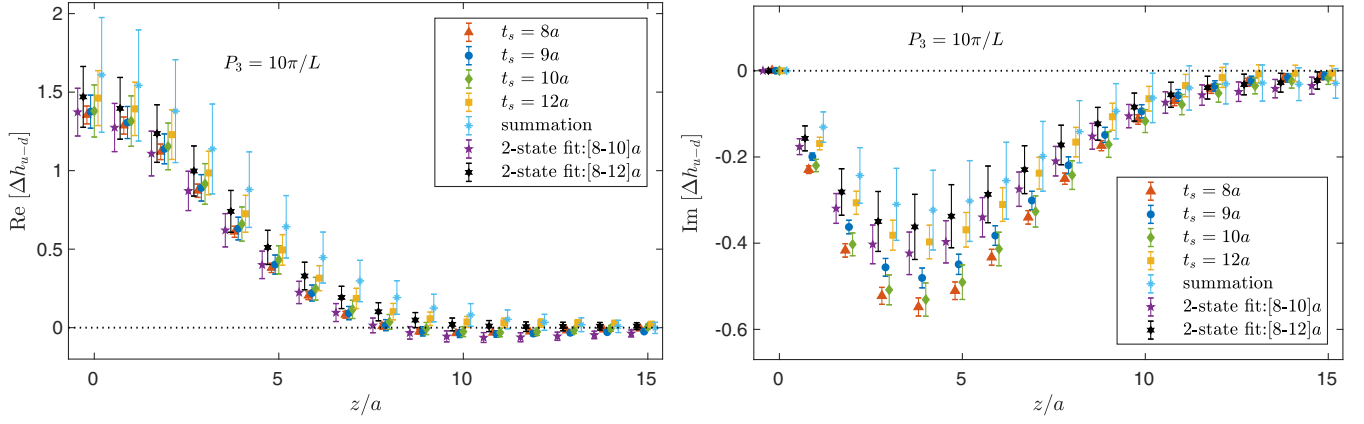 2
1.5
1
0.5
0
Re [Δh_{u-d}]
P_3 = 10π/L
t_s = 8a
t_s = 9a
t_s = 10a
t_s = 12a
summation
2-state fit:[8-10]a
2-state fit:[8-12]a
0 5 10 15
z/a
0
-0.2
-0.4
-0.6
Im [Δh_{u-d}]
P_3 = 10π/L
t_s = 8a
t_s = 9a
t_s = 10a
t_s = 12a
summation
2-state fit:[8-10]a
2-state fit:[8-12]a
0 5 10 15
z/a